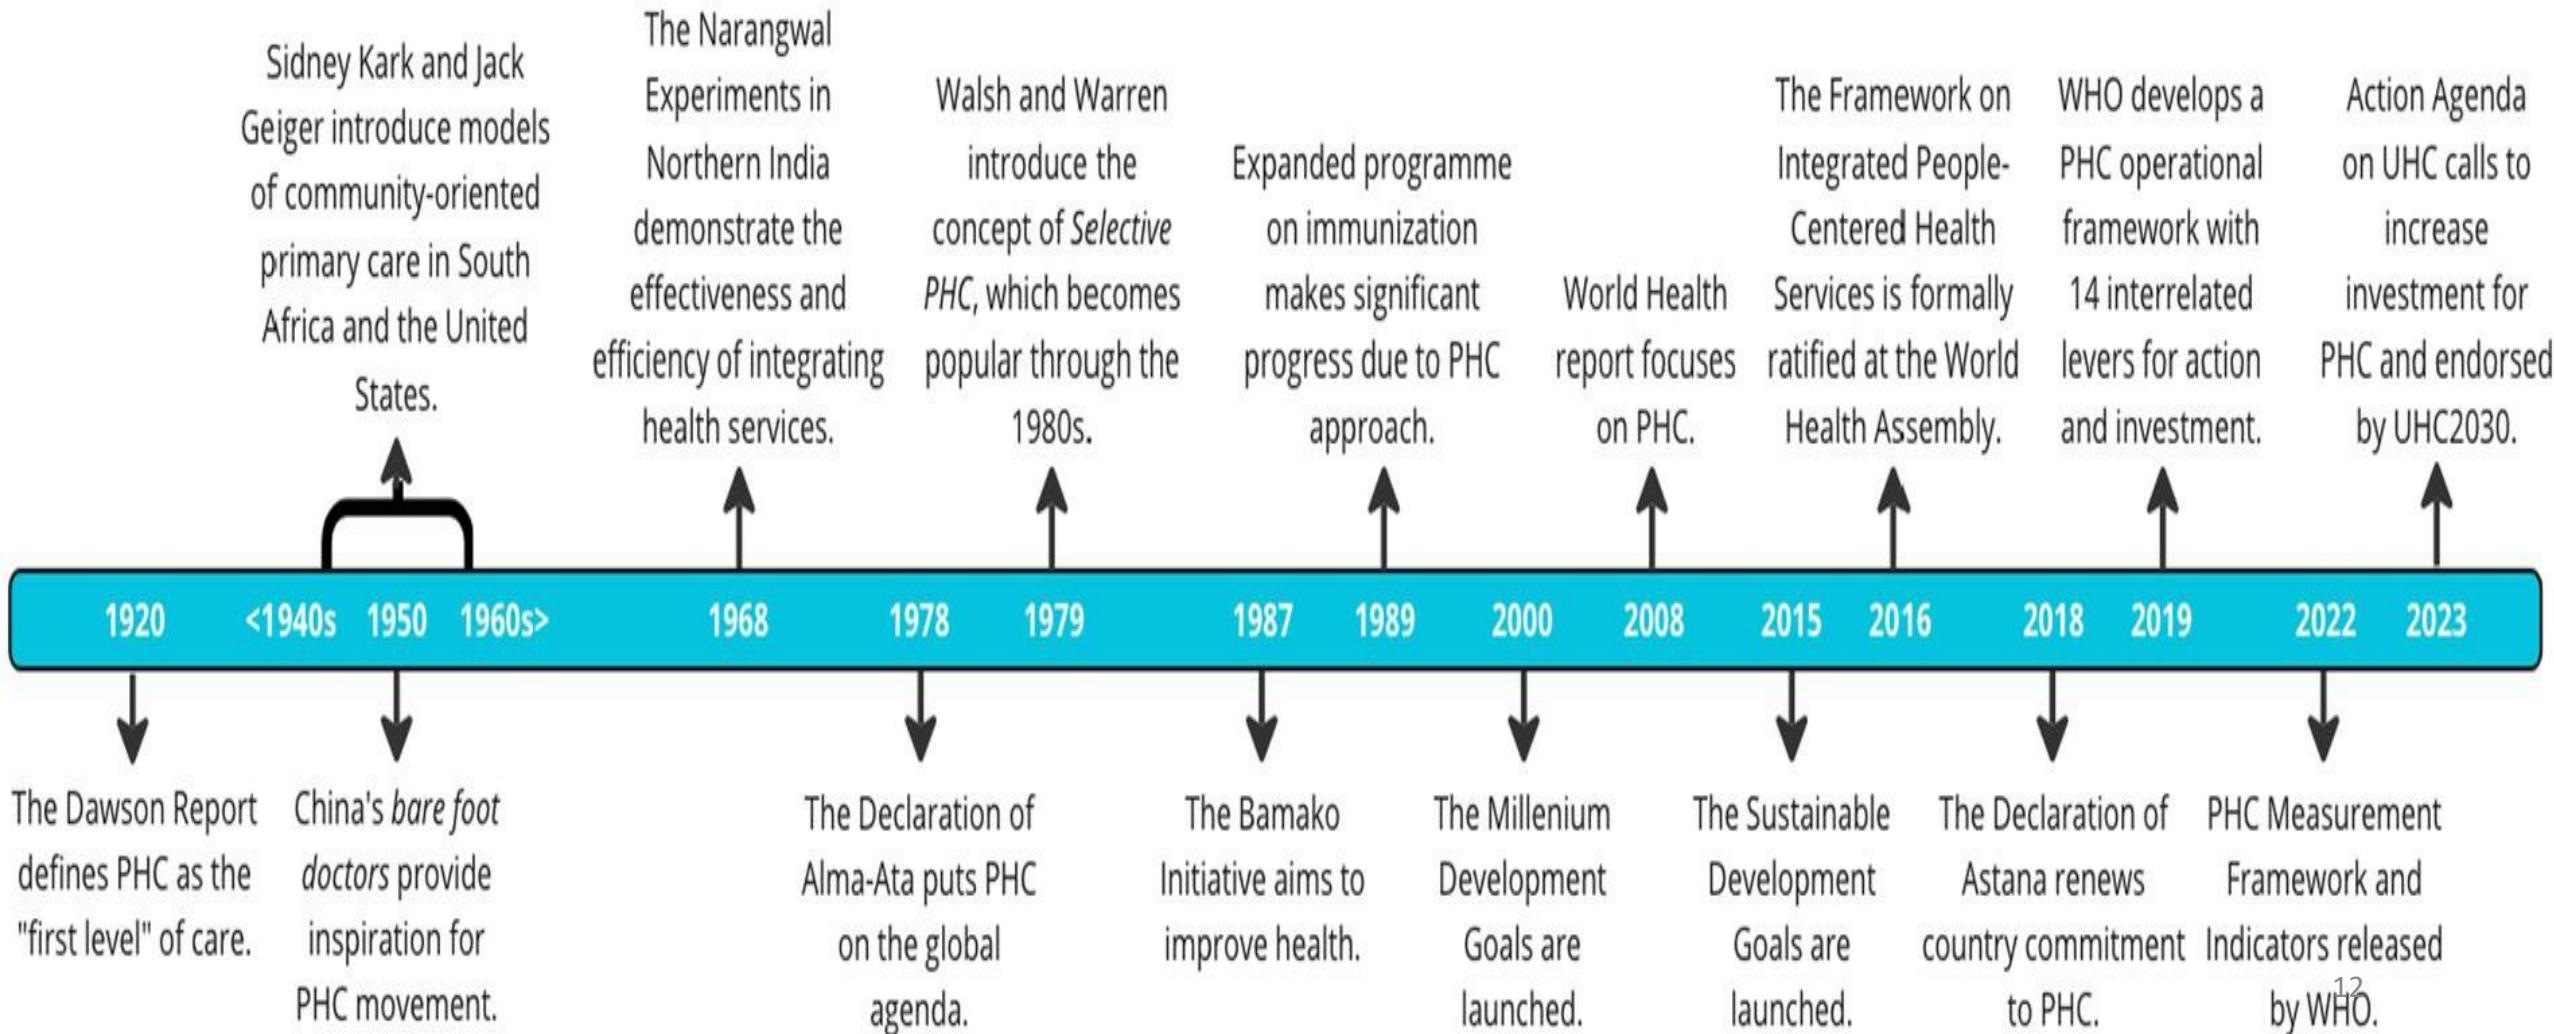 Sidney Kark and Jack
Geiger introduce models
of community-oriented
primary care in South
Africa and the United
States.
The Narangwal
Experiments in
Northern India
demonstrate the
effectiveness and
efficiency of integrating
health services.
Walsh and Warren
introduce the
concept of Selective
PHC, which becomes
popular through the
1980s.
Expanded programme
on immunization
makes significant
progress due to PHC
approach.
World Health
report focuses
on PHC.
The Framework on
Integrated People-
Centered Health
Services is formally
ratified at the World
Health Assembly.
WHO develops a
PHC operational
framework with
14 interrelated
levers for action
and investment.
Action Agenda
on UHC calls to
increase
investment for
PHC and endorsed
by UHC2030.
1920 <1940s 1950 1960s> 1968 1978 1979 1987 1989 2000 2008 2015 2016 2018 2019 2022 2023
The Dawson Report
defines PHC as the
"first level" of care.
China's bare foot
doctors provide
inspiration for
PHC movement.
The Declaration of
Alma-Ata puts PHC
on the global
agenda.
The Bamako
Initiative aims to
improve health.
The Millenium
Development
Goals are
launched.
The Sustainable
Development
Goals are
launched.
The Declaration of
Astana renews
country commitment
to PHC.
PHC Measurement
Framework and
Indicators released
by WHO.
12